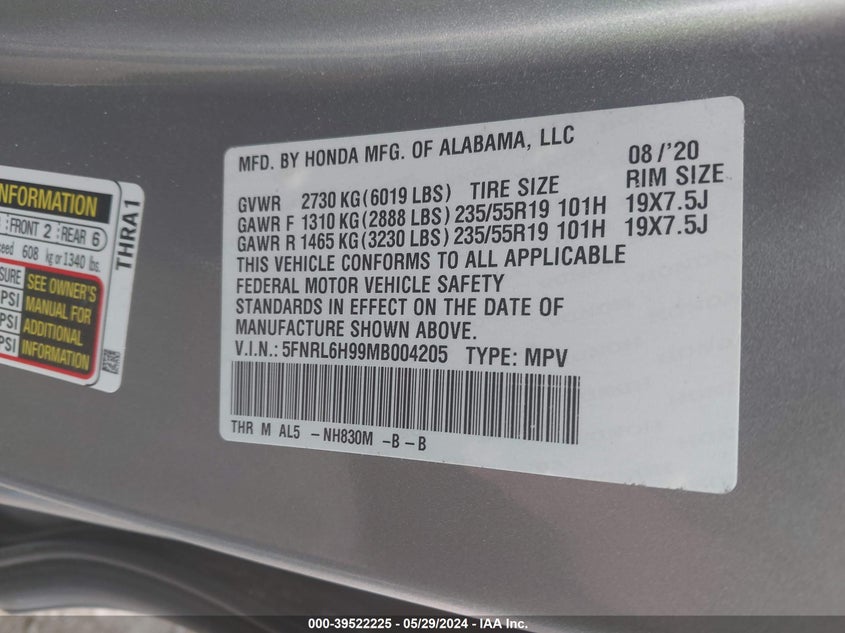 MFD. BY HONDA MFG. OF ALABAMA, LLC 08/'20
GVWR 2730 KG(6019 LBS) TIRE SIZE RIM SIZE
GAWR F 1310 KG(2888 LBS) 235/55R19 101H 19X7.5J
GAWR R 1465 KG(3230 LBS) 235/55R19 101H 19X7.5J
THIS VEHICLE CONFORMS TO ALL APPLICABLE
FEDERAL MOTOR VEHICLE SAFETY
STANDARDS IN EFFECT ON THE DATE OF
MANUFACTURE SHOWN ABOVE.
V.I.N.: 5FNRL6H99MB004205 TYPE: MPV
THR M AL5 -NH830M -B-B
INFORMATION
FRONT 2 REAR 6
608 kg or 1340 lbs.
SEE OWNER'S
PSI MANUAL FOR
PSI ADDITIONAL
INFORMATION
THRA1
000-39522225 - 05/29/2024 - IAA Inc.